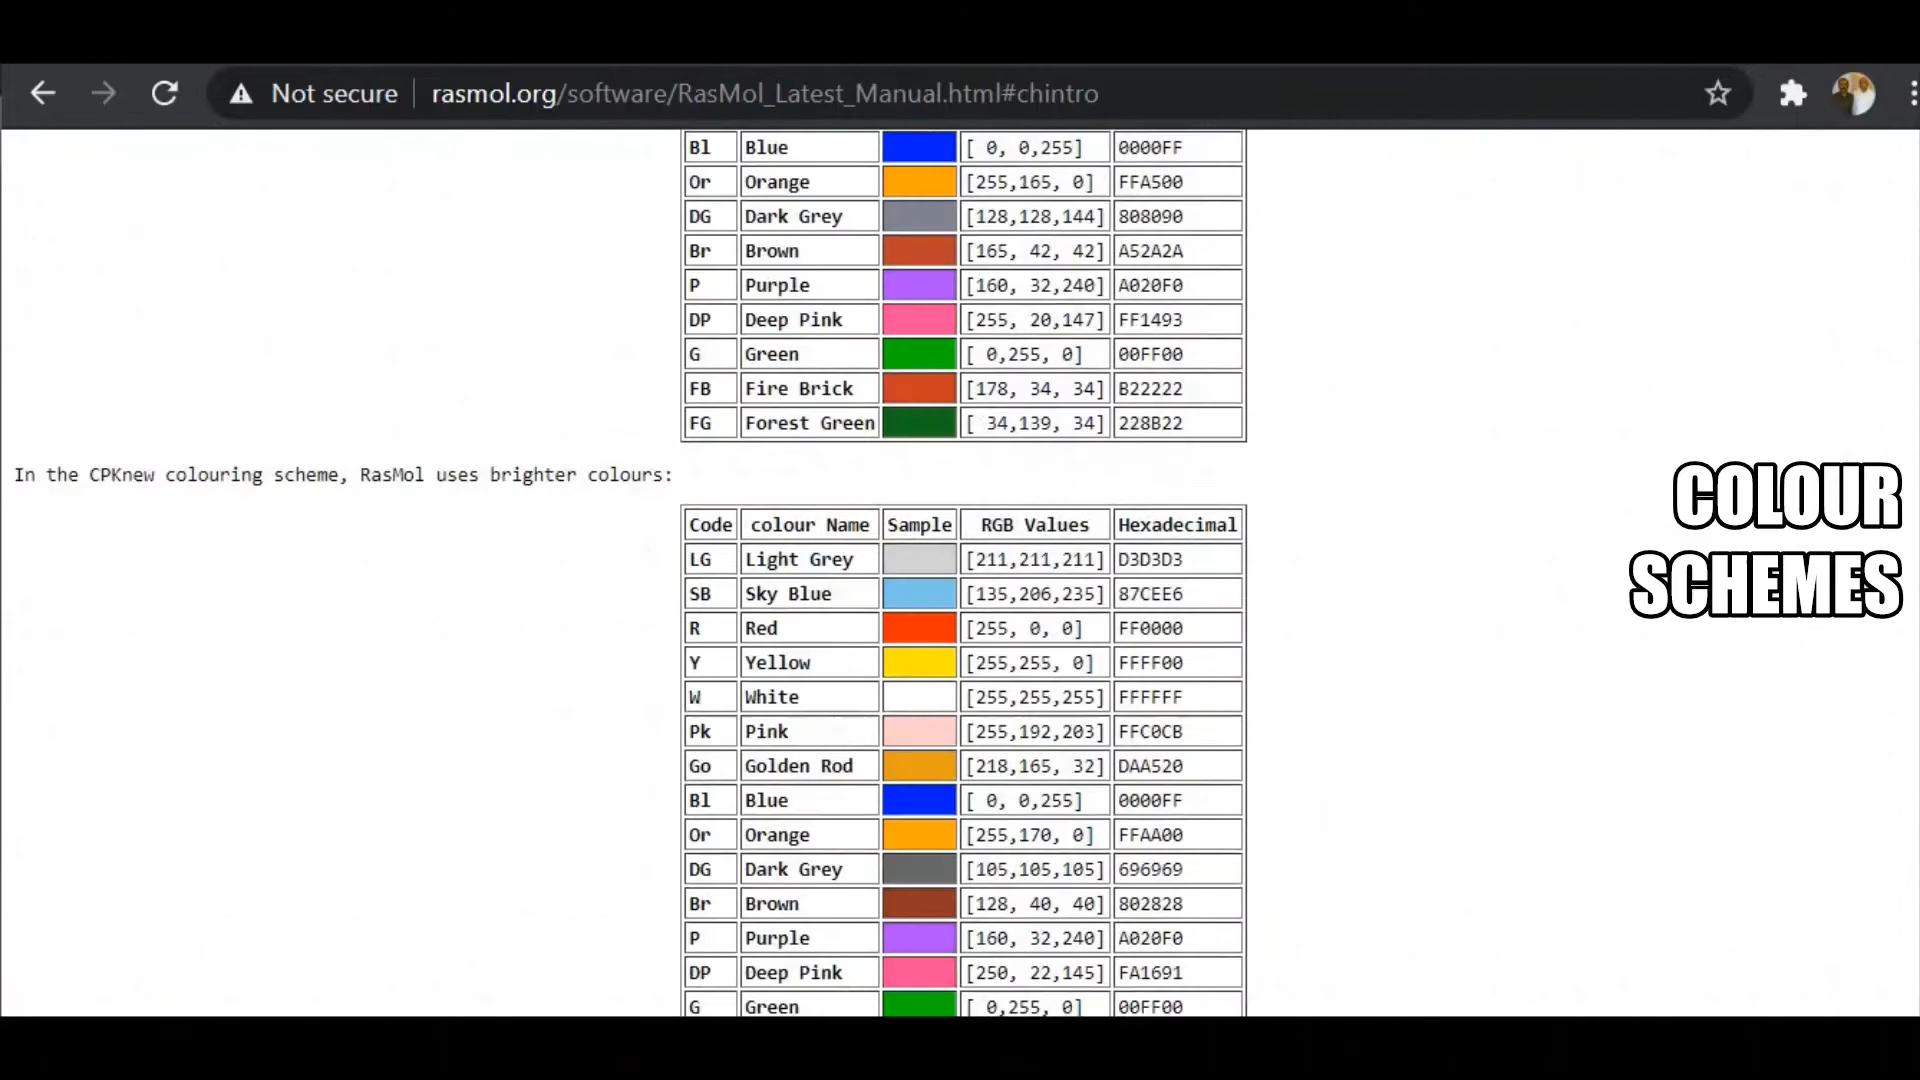 Not secure rasmol.org/software/RasMol_Latest_Manual.html#chintro
Bl Blue [ 0, 0,255] 0000FF
Or Orange [255,165, 0] FFA500
DG Dark Grey [128,128,144] 808090
Br Brown [165, 42, 42] A52A2A
P Purple [160, 32,240] A020F0
DP Deep Pink [255, 20,147] FF1493
G Green [ 0,255, 0] 00FF00
FB Fire Brick [178, 34, 34] B22222
FG Forest Green [ 34,139, 34] 228B22
In the CPKnew colouring scheme, RasMol uses brighter colours:
Code colour Name Sample RGB Values Hexadecimal
LG Light Grey [211,211,211] D3D3D3
SB Sky Blue [135,206,235] 87CEE6
R Red [255, 0, 0] FF0000
Y Yellow [255,255, 0] FFFF00
W White [255,255,255] FFFFFF
Pk Pink [255,192,203] FFC0CB
Go Golden Rod [218,165, 32] DAA520
Bl Blue [ 0, 0,255] 0000FF
Or Orange [255,170, 0] FFAA00
DG Dark Grey [105,105,105] 696969
Br Brown [128, 40, 40] 802828
P Purple [160, 32,240] A020F0
DP Deep Pink [250, 22,145] FA1691
G Green [ 0,255, 0] 00FF00
COLOUR
SCHEMES